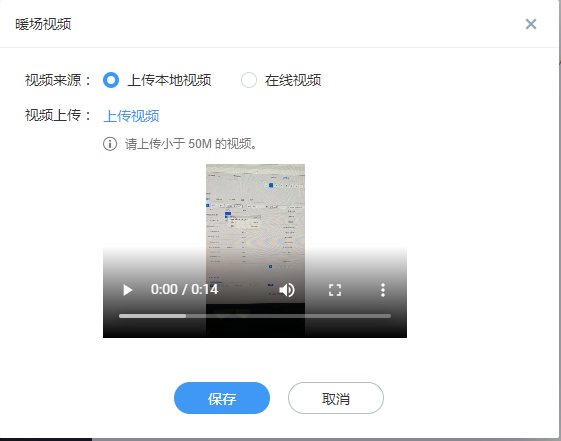 暖场视频
视频来源： 上传本地视频 在线视频
视频上传： 上传视频
请上传小于 50M 的视频。
0:00 / 0:14
保存 取消